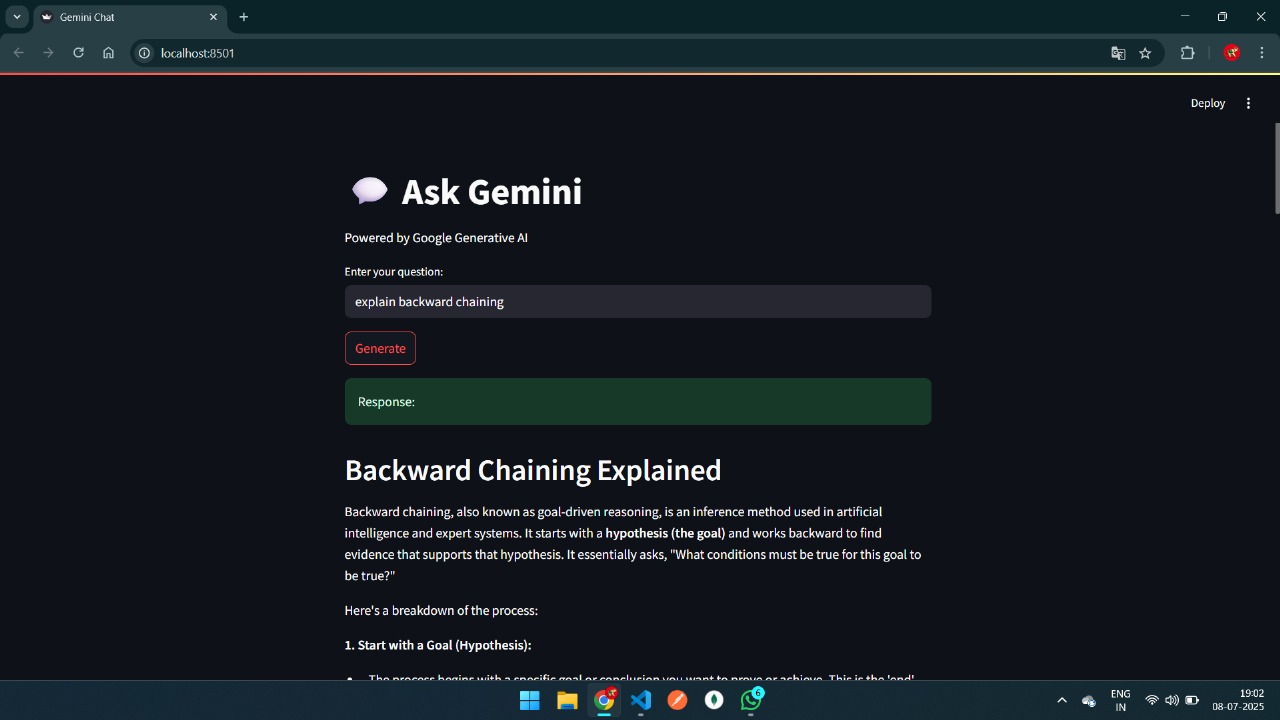 Gemini Chat
localhost:8501
Deploy
Ask Gemini
Powered by Google Generative AI
Enter your question:
explain backward chaining
Generate
Response:
Backward Chaining Explained
Backward chaining, also known as goal-driven reasoning, is an inference method used in artificial
intelligence and expert systems. It starts with a hypothesis (the goal) and works backward to find
evidence that supports that hypothesis. It essentially asks, "What conditions must be true for this goal to
be true?"
Here's a breakdown of the process:
1. Start with a Goal (Hypothesis):
The process begins with a specific goal or conclusion you want to prove or achieve. This is the 'end'
6
ENG
IN
19:02
08-07-2025